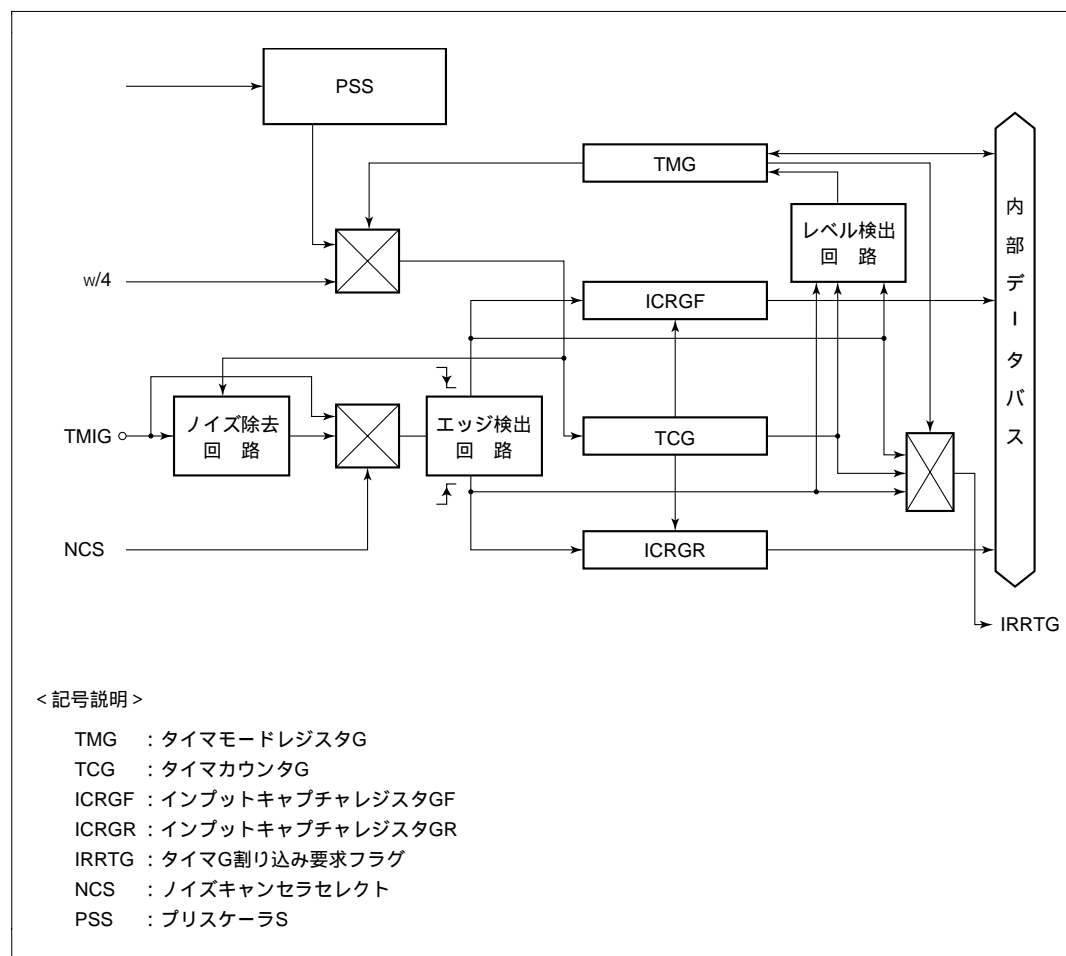 PSS
TMG
レベル検出
回 路
内部データバス
w/4
ICRGF
TMIG
ノイズ除去
回 路
エッジ検出
回 路
TCG
NCS
ICRGR
IRRTG
<記号説明>
TMG :タイマモードレジスタG
TCG :タイマカウンタG
ICRGF:インプットキャプチャレジスタGF
ICRGR:インプットキャプチャレジスタGR
IRRTG :タイマG割り込み要求フラグ
NCS :ノイズキャンセラセレクト
PSS :プリスケーラS